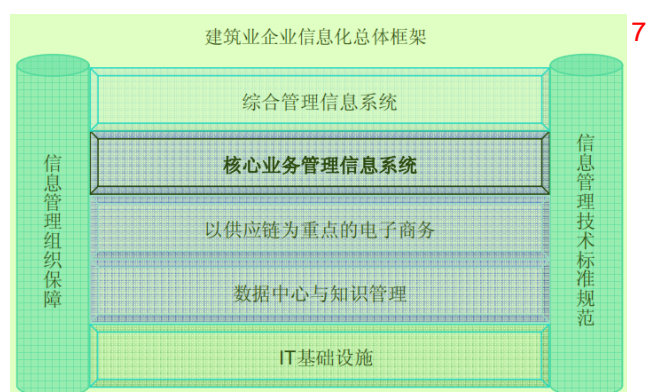 建筑业企业信息化总体框架
7
综合管理信息系统
核心业务管理信息系统
以供应链为重点的电子商务
数据中心与知识管理
IT基础设施
信息管理组织保障
信息管理技术标准规范